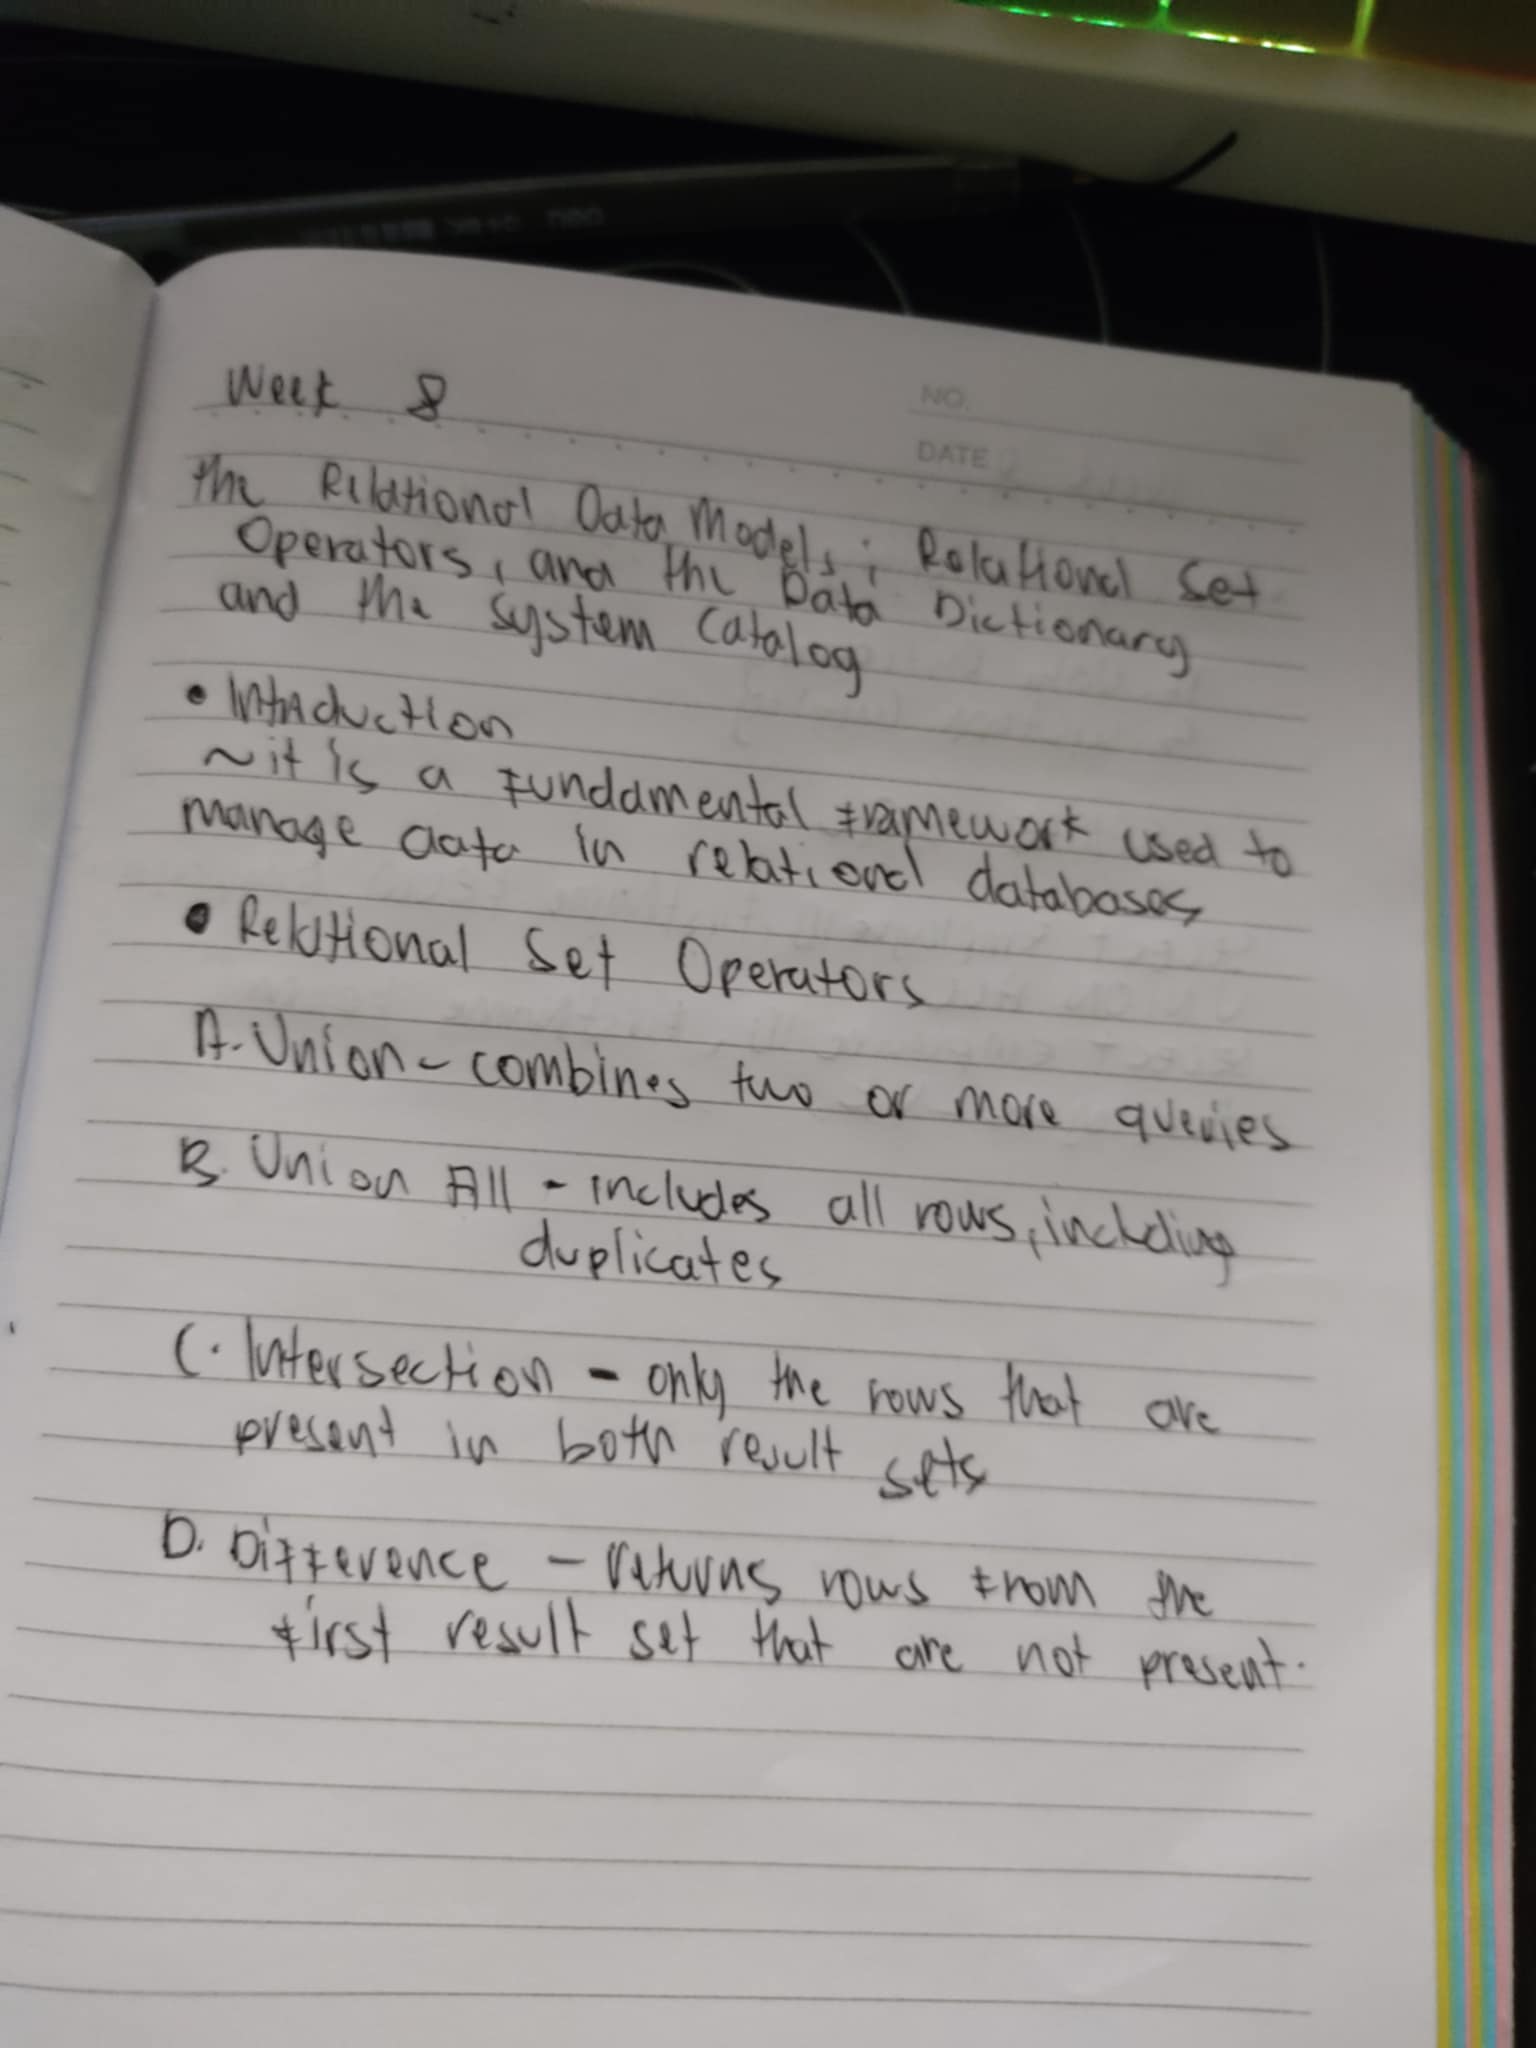 Week 8
NO.
DATE
The Relational Data Models; Relational Set
Operators, and the Data Dictionary
and the System Catalog
• Introduction
~it is a fundamental framework used to
manage data in relational databases
• Relational Set Operators
A. Union - combines two or more queries
B. Union All - includes all rows, including
duplicates
C. Intersection - only the rows that are
present in both result sets
D. Difference - returns rows from the
first result set that are not present.